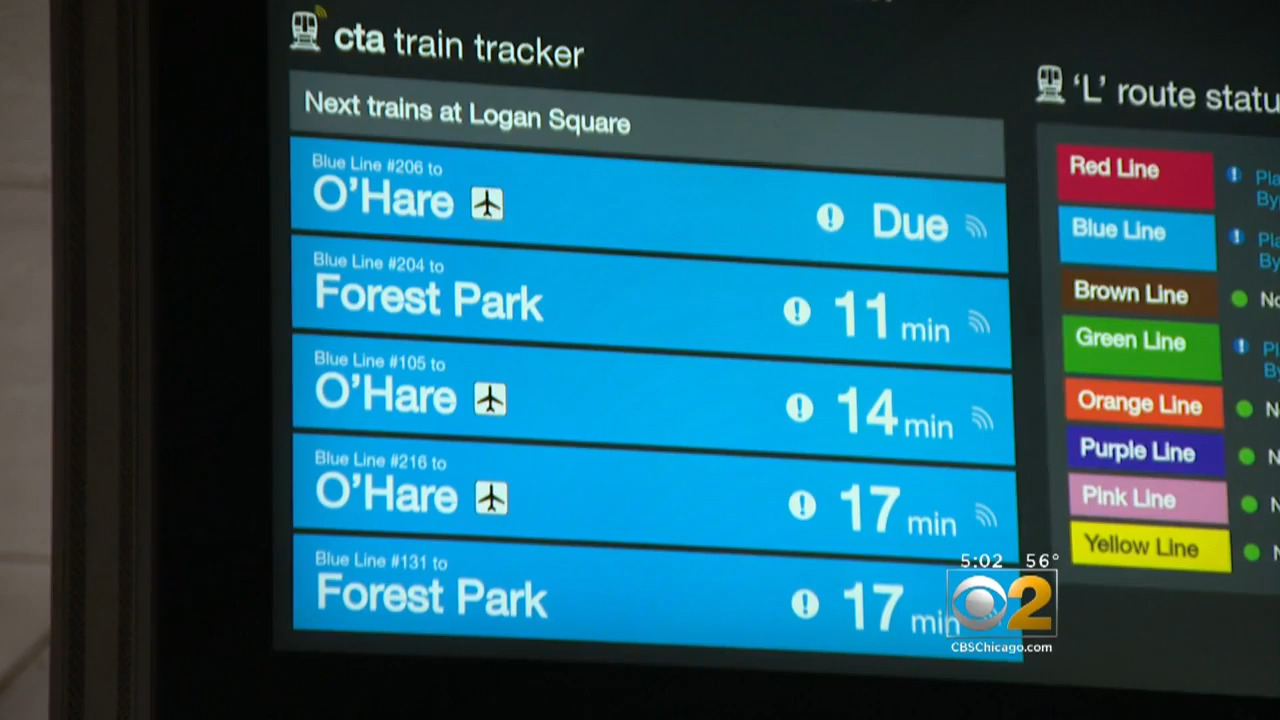 cta train tracker
Next trains at Logan Square
Blue Line #206 to
O'Hare
Due
Blue Line #204 to
Forest Park
11 min
Blue Line #105 to
O'Hare
14 min
Blue Line #216 to
O'Hare
17 min
Blue Line #131 to
Forest Park
17 min
'L' route statu
Red Line
Blue Line
Brown Line
Green Line
Orange Line
Purple Line
Pink Line
Yellow Line
5:02 56°
2
CBSChicago.com